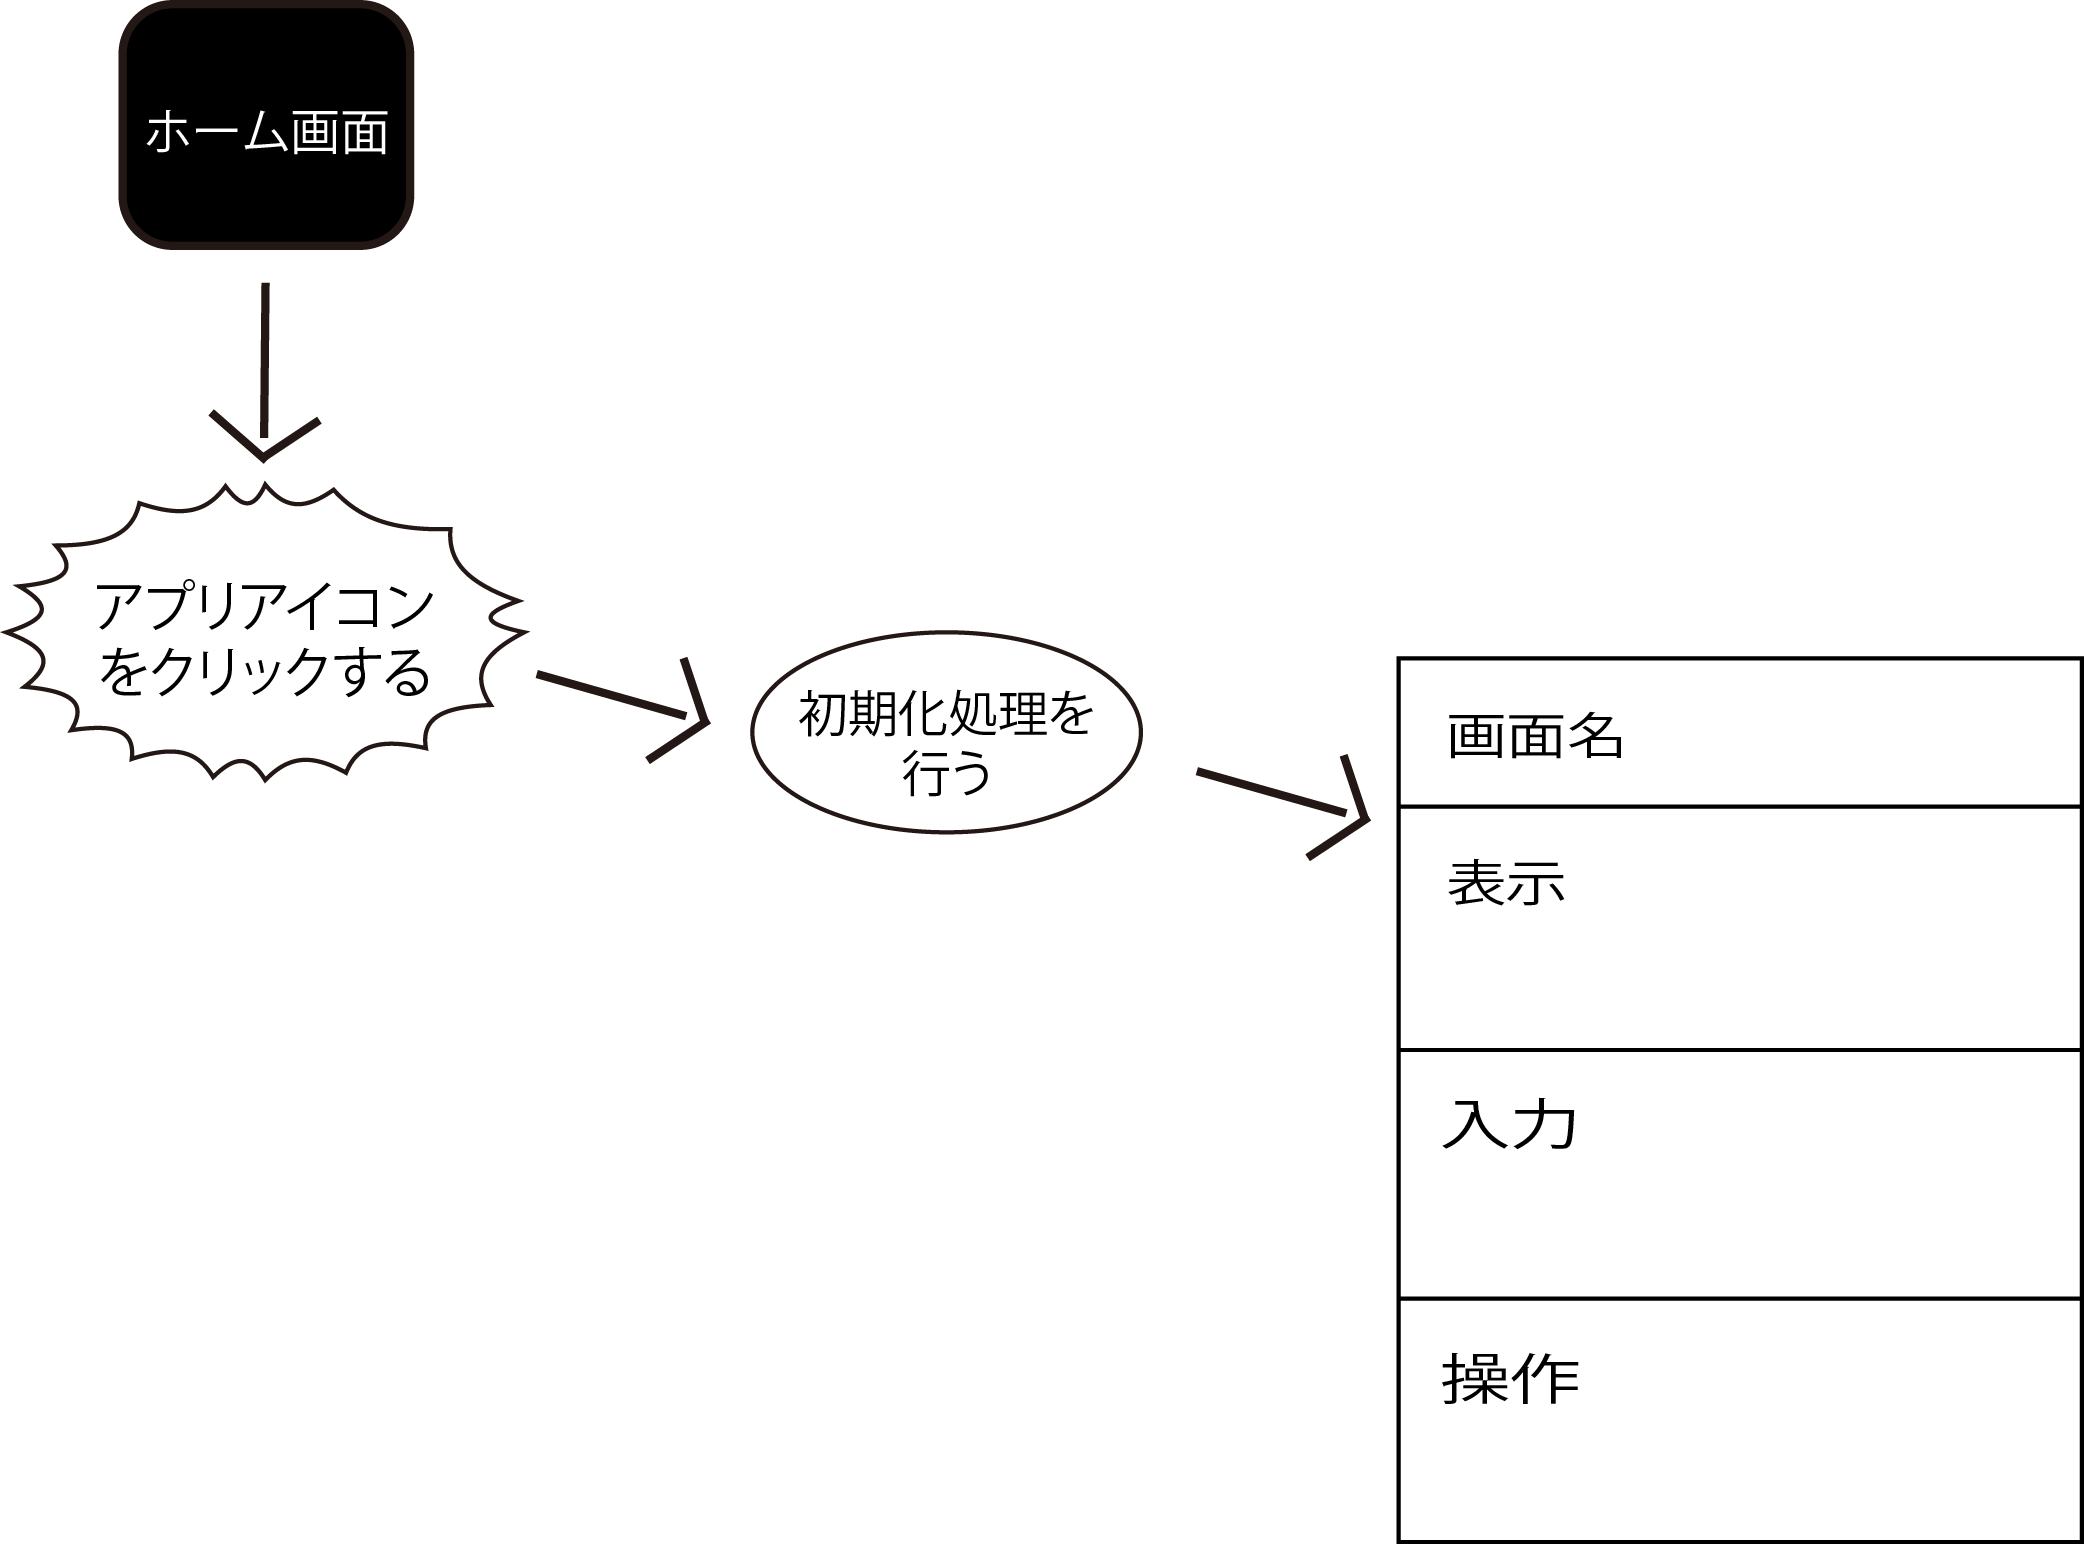 ホーム画面
アプリアイコン
をクリックする
初期化処理を
行う
画面名
表示
入力
操作